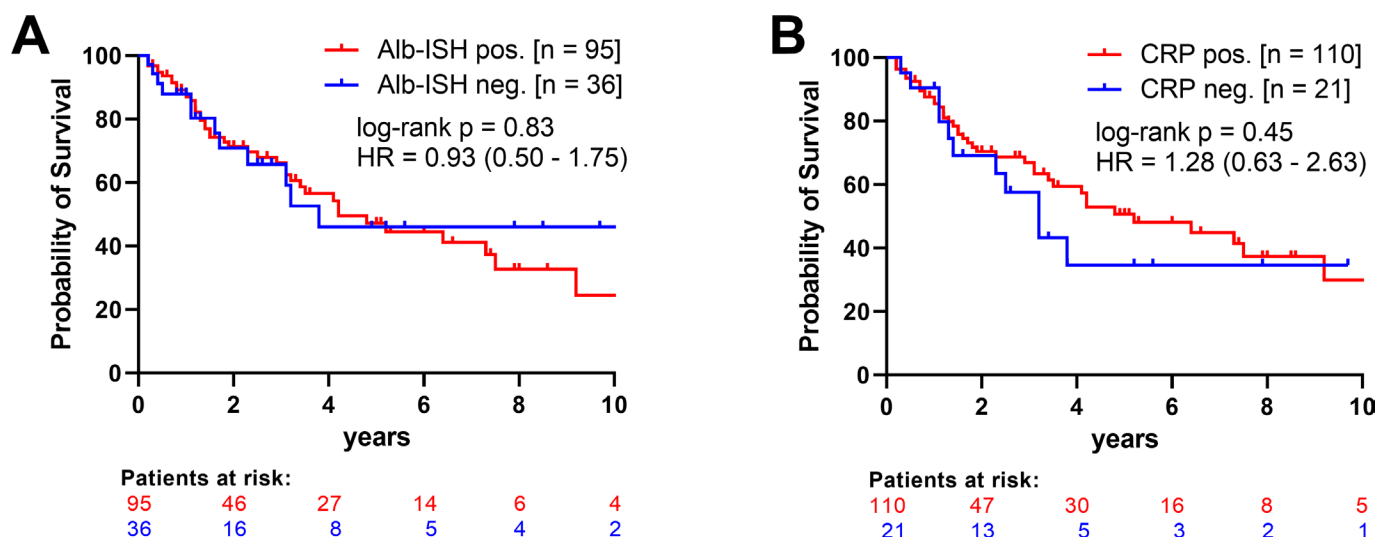 A
Alb-ISH pos. [n = 95]
Alb-ISH neg. [n = 36]
log-rank p = 0.83
HR = 0.93 (0.50 - 1.75)
Probability of Survival
100
80
60
40
20
0
0 2 4 6 8 10
years
Patients at risk:
95 46 27 14 6 4
36 16 8 5 4 2
B
CRP pos. [n = 110]
CRP neg. [n = 21]
log-rank p = 0.45
HR = 1.28 (0.63 - 2.63)
Probability of Survival
100
80
60
40
20
0
0 2 4 6 8 10
years
Patients at risk:
110 47 30 16 8 5
21 13 5 3 2 1